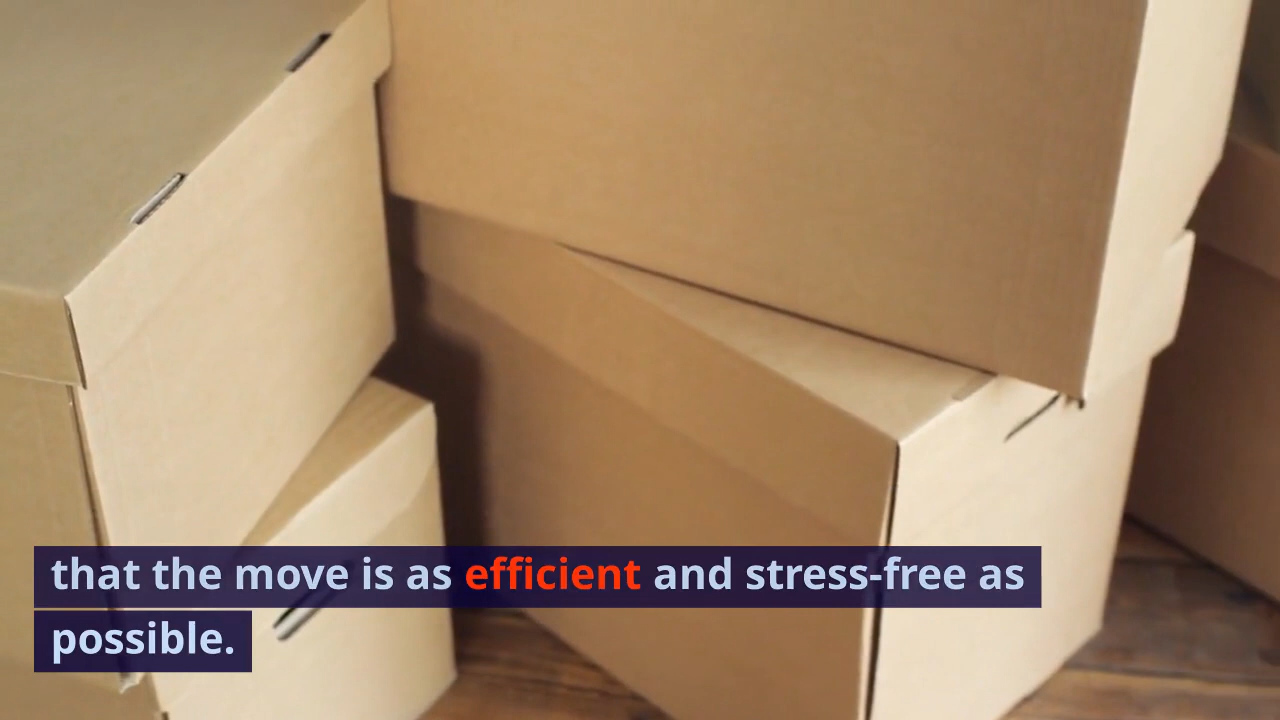 that the move is as efficient and stress-free as
possible.